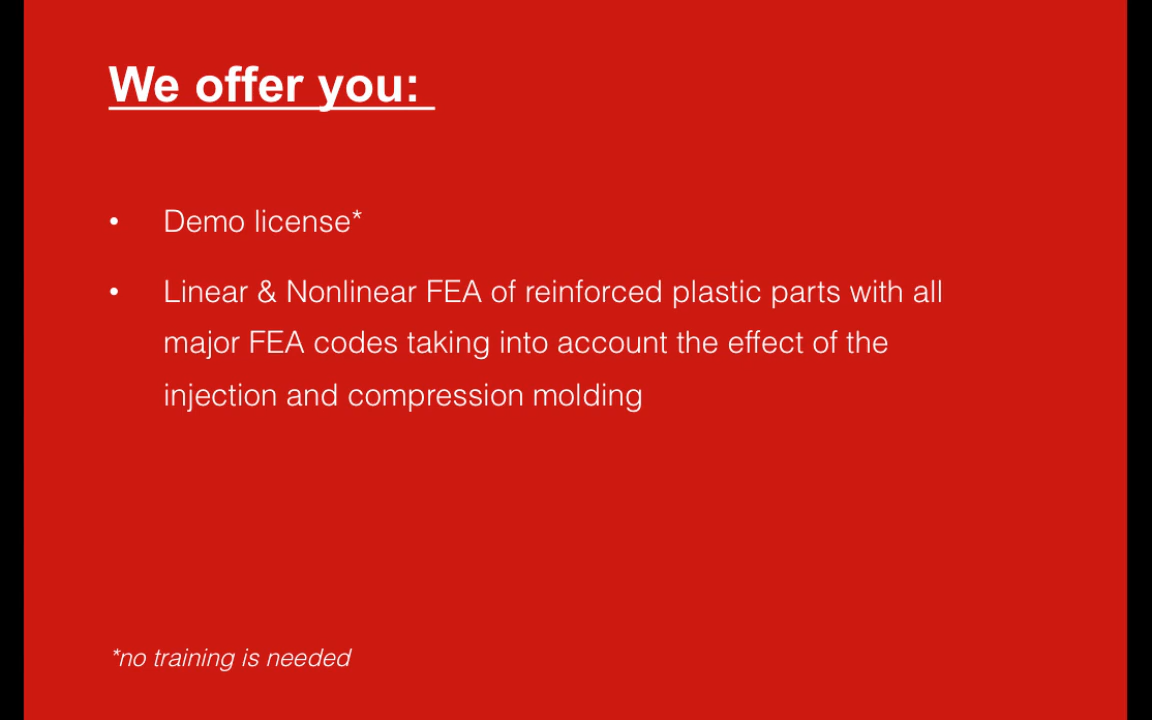 We offer you:
• Demo license*
• Linear & Nonlinear FEA of reinforced plastic parts with all
major FEA codes taking into account the effect of the
injection and compression molding
*no training is needed